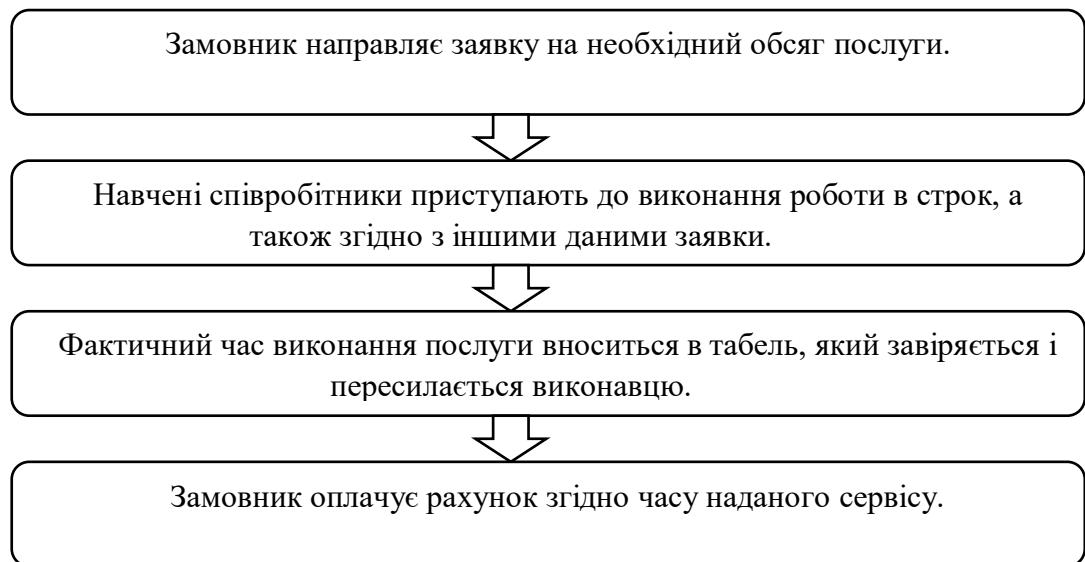 Замовник направляє заявку на необхідний обсяг послуги.
Навчені співробітники приступають до виконання роботи в строк, а
також згідно з іншими даними заявки.
Фактичний час виконання послуги вноситься в табель, який завіряється і
пересилається виконавцю.
Замовник оплачує рахунок згідно часу наданого сервісу.